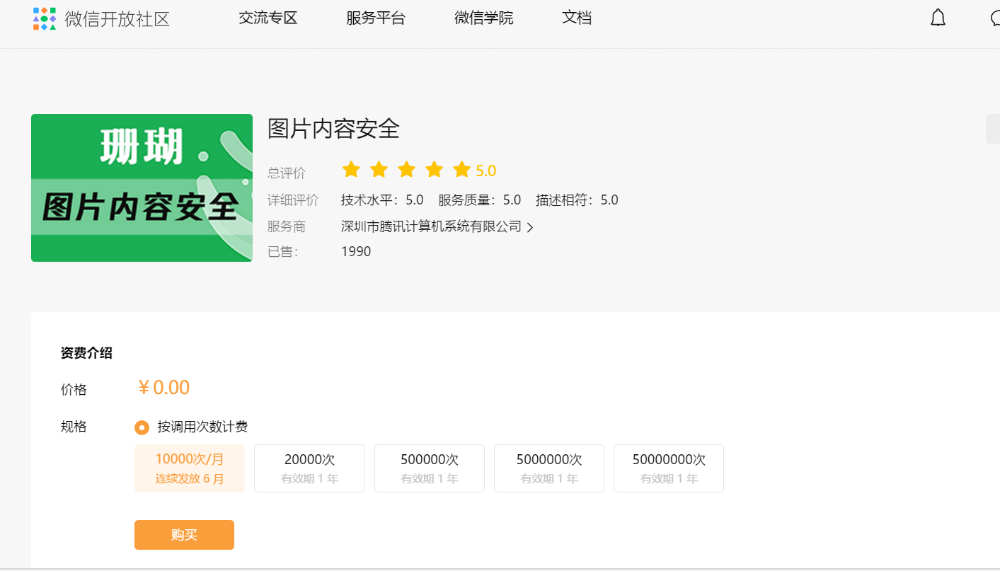 微信开放社区 交流专区 服务平台 微信学院 文档
珊瑚
图片内容安全
图片内容安全
总评价 5.0
详细评价 技术水平：5.0 服务质量：5.0 描述相符：5.0
服务商 深圳市腾讯计算机系统有限公司
已售： 1990
资费介绍
价格 ￥0.00
规格 按调用次数计费
10000次/月 20000次 500000次 5000000次 50000000次
连续发放 6 月 有效期 1 年 有效期 1 年 有效期 1 年 有效期 1 年
购买